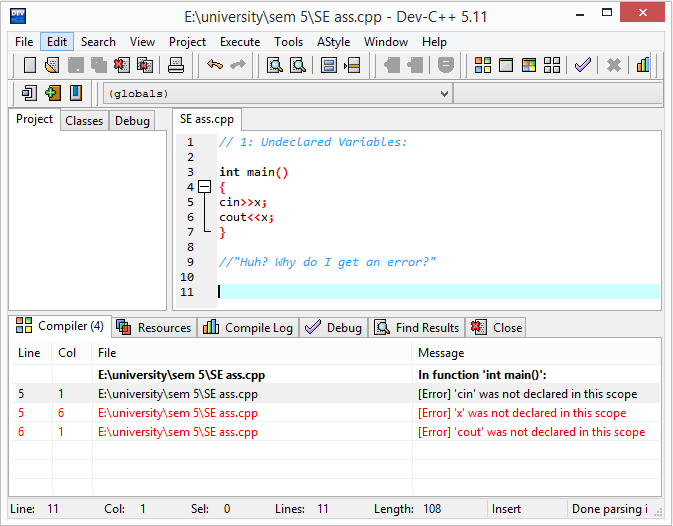 E:\university\sem 5\SE ass.cpp - Dev-C++ 5.11
File Edit Search View Project Execute Tools AStyle Window Help
(globals)
Project Classes Debug SE ass.cpp
1 // 1: Undeclared Variables:
2
3 int main()
4 {
5 cin>>x;
6 cout<<x;
7 }
8
9 //"Huh? Why do I get an error?"
10
11
Compiler (4) Resources Compile Log Debug Find Results Close
Line Col File Message
E:\university\sem 5\SE ass.cpp In function 'int main()':
5 1 E:\university\sem 5\SE ass.cpp [Error] 'cin' was not declared in this scope
5 6 E:\university\sem 5\SE ass.cpp [Error] 'x' was not declared in this scope
6 1 E:\university\sem 5\SE ass.cpp [Error] 'cout' was not declared in this scope
Line: 11 Col: 1 Sel: 0 Lines: 11 Length: 108 Insert Done parsing i